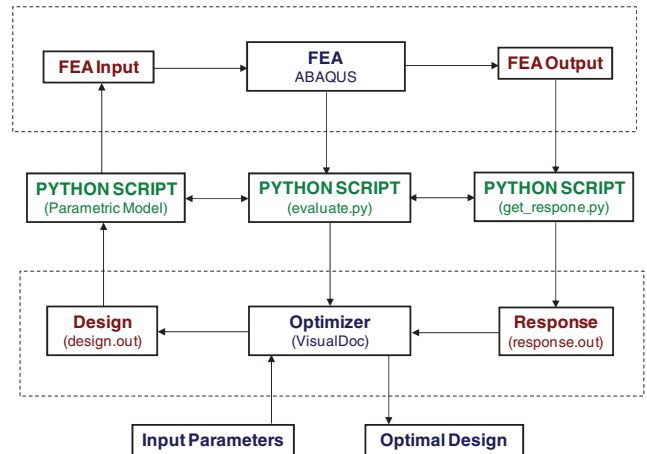 FEA Input
FEA
ABAQUS
FEA Output
PYTHON SCRIPT
(Parametric Model)
PYTHON SCRIPT
(evaluate.py)
PYTHON SCRIPT
(get_respone.py)
Design
(design.out)
Optimizer
(VisualDoc)
Response
(response.out)
Input Parameters
Optimal Design